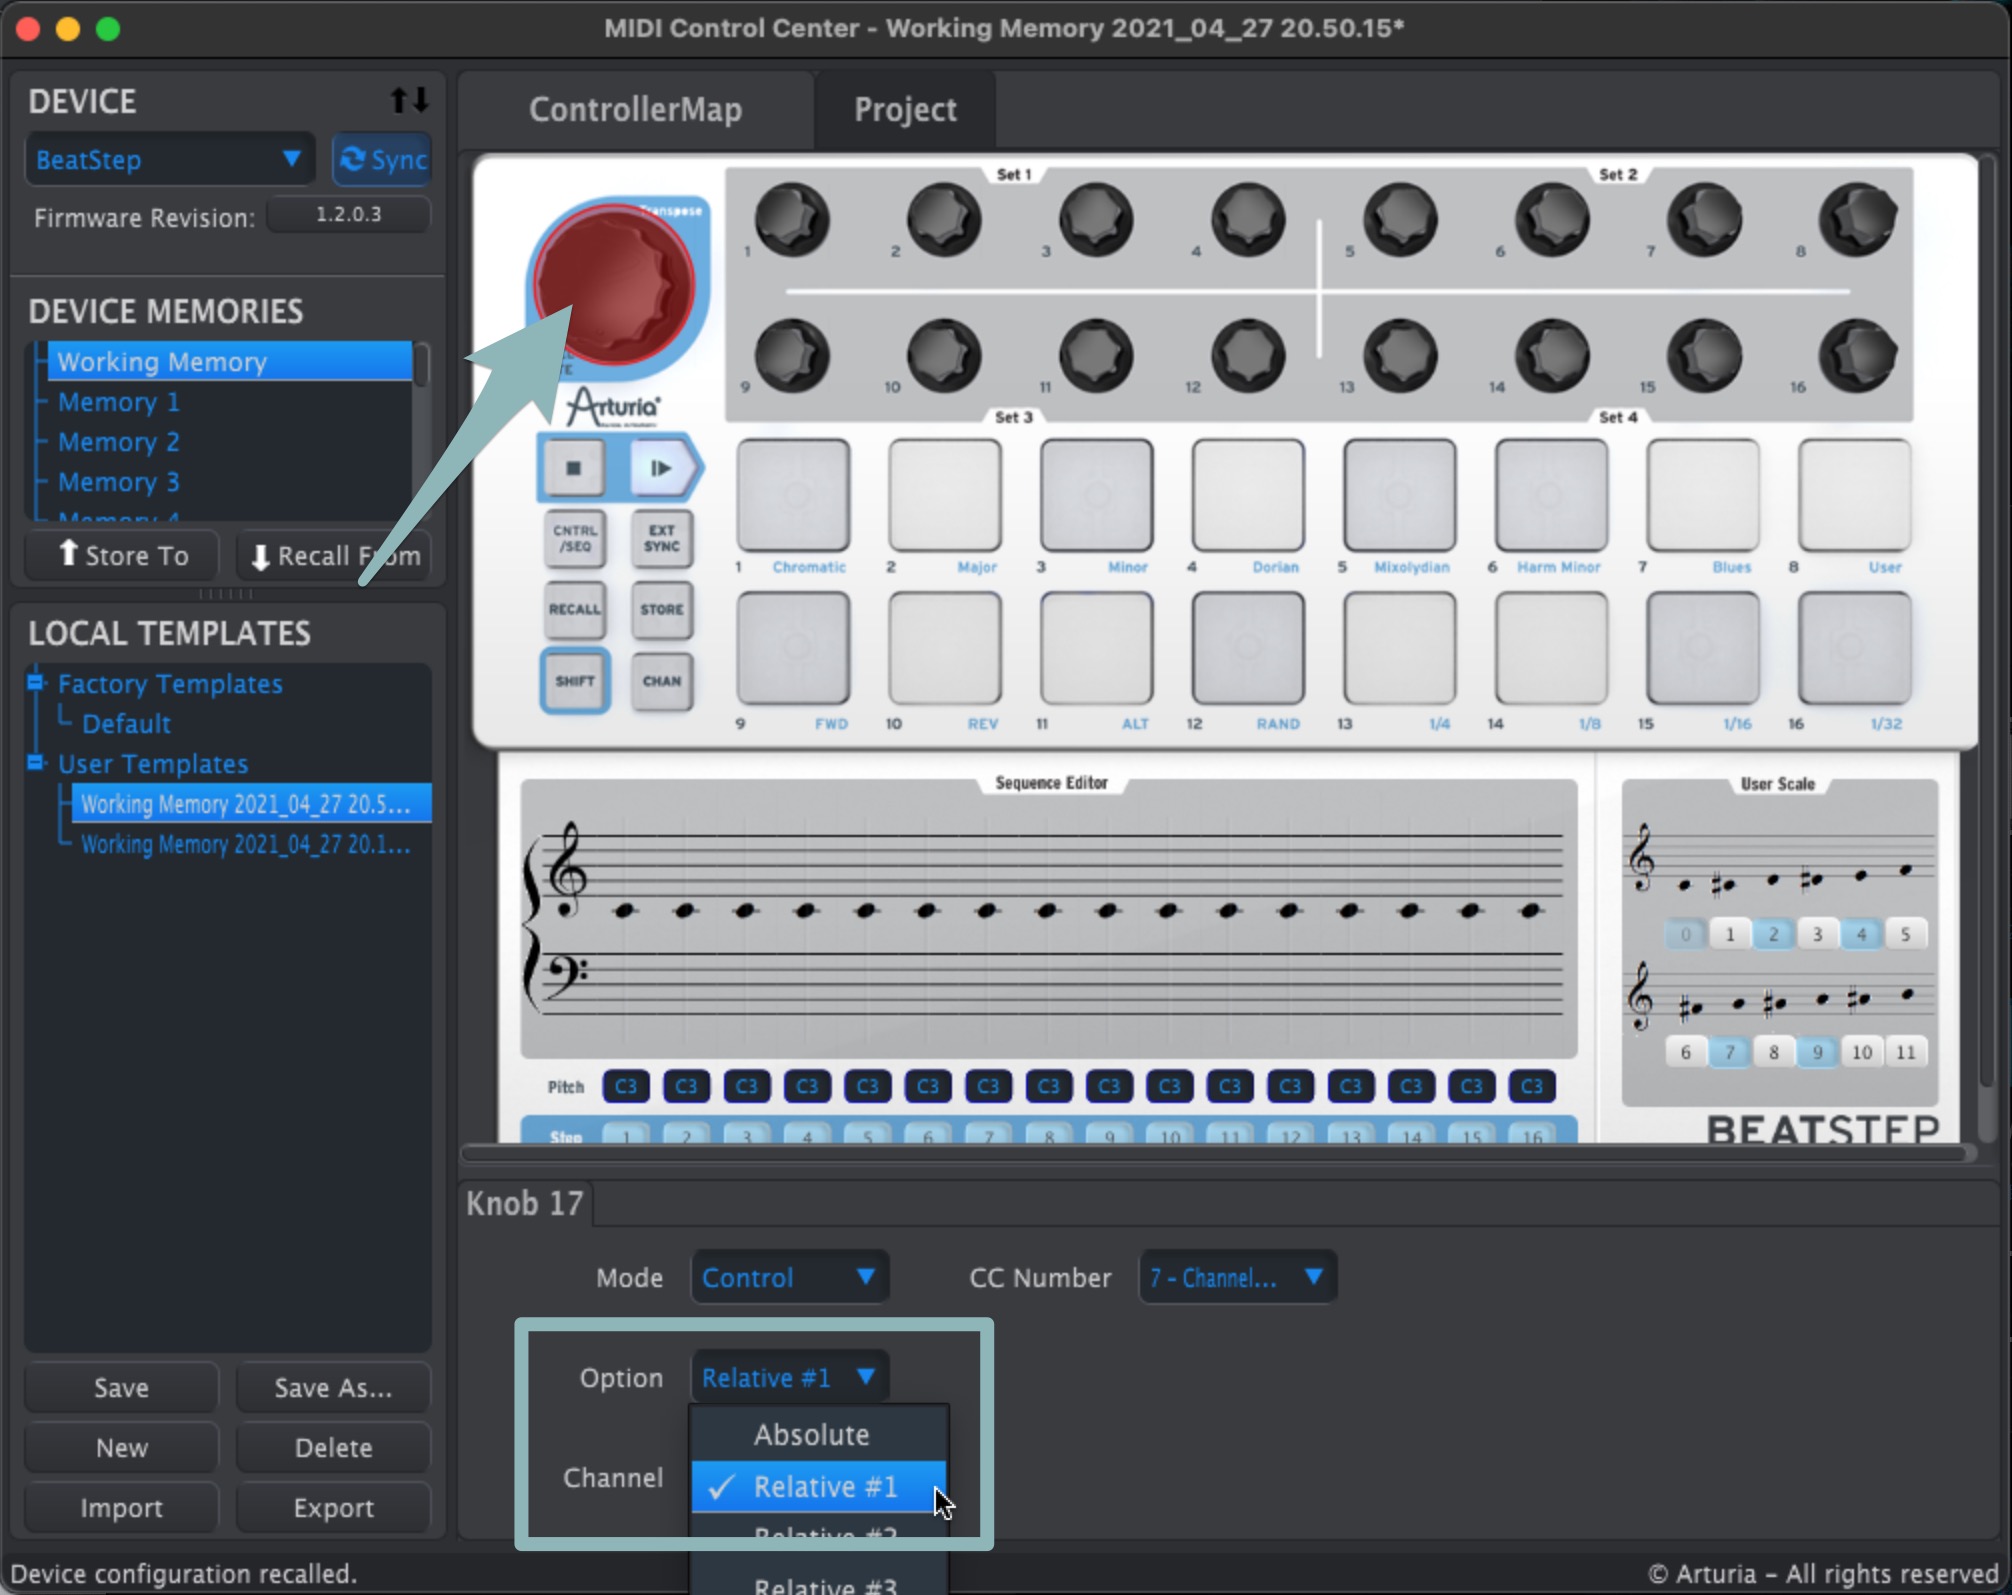 MIDI Control Center - Working Memory 2021_04_27 20.50.15*
DEVICE
BeatStep
Sync
Firmware Revision:
1.2.0.3
DEVICE MEMORIES
Working Memory
Memory 1
Memory 2
Memory 3
Memory 4
Store To
Recall From
LOCAL TEMPLATES
Factory Templates
Default
User Templates
Working Memory 2021_04_27 20.5...
Working Memory 2021_04_27 20.1...
Save
Save As...
New
Delete
Import
Export
Device configuration recalled.
ControllerMap
Project
Transpose
Set 1
Set 2
1 2 3 4 5 6 7 8
9 10 11 12 13 14 15 16
Set 3
Set 4
Arturia
CNTRL /SEQ
EXT SYNC
RECALL
STORE
SHIFT
CHAN
1 Chromatic 2 Major 3 Minor 4 Dorian 5 Mixolydian 6 Harm Minor 7 Blues 8 User
9 FWD 10 REV 11 ALT 12 RAND 13 1/4 14 1/8 15 1/16 16 1/32
Sequence Editor
Pitch C3 C3 C3 C3 C3 C3 C3 C3 C3 C3 C3 C3 C3 C3 C3 C3
Step 1 2 3 4 5 6 7 8 9 10 11 12 13 14 15 16
User Scale
0 1 2 3 4 5
6 7 8 9 10 11
BEATSTEP
Knob 17
Mode
Control
CC Number
7 - Channel...
Option
Relative #1
Channel
Absolute
✓ Relative #1
Relative #2
Relative #3
© Arturia - All rights reserved